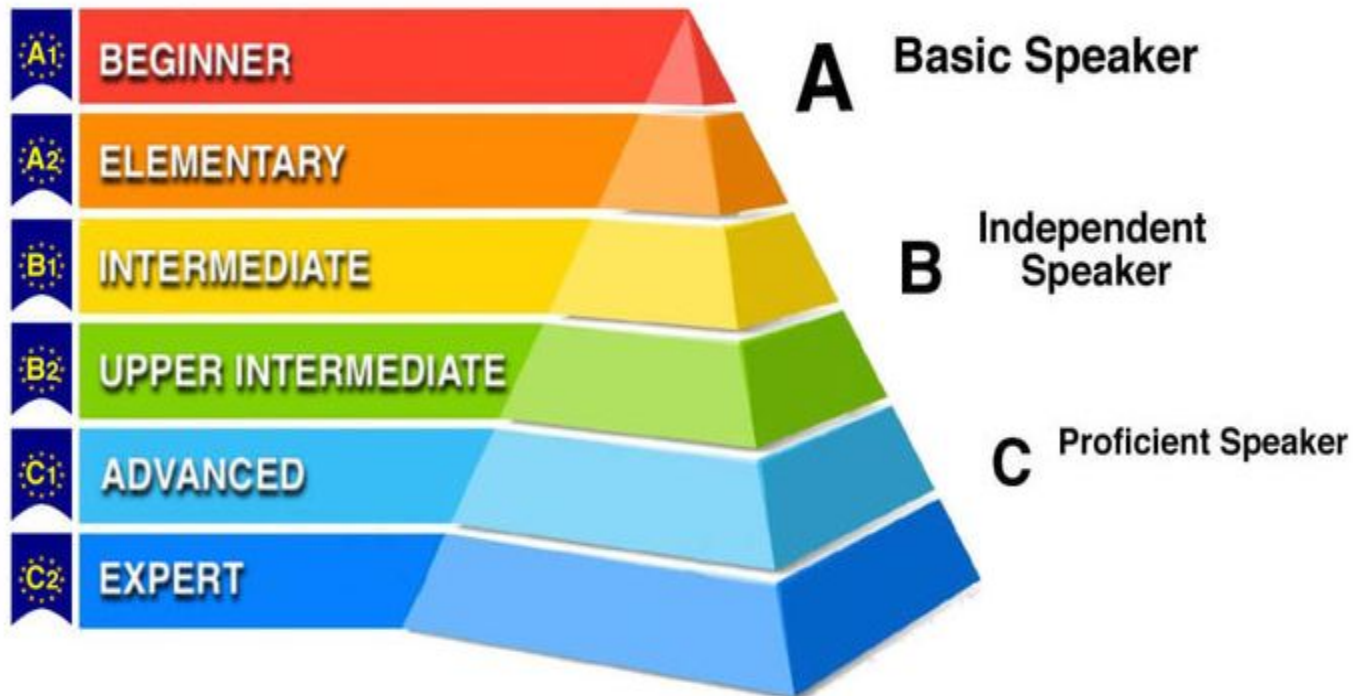 A1 BEGINNER
A Basic Speaker
A2 ELEMENTARY
B1 INTERMEDIATE
B Independent
Speaker
B2 UPPER INTERMEDIATE
C1 ADVANCED
C Proficient Speaker
C2 EXPERT